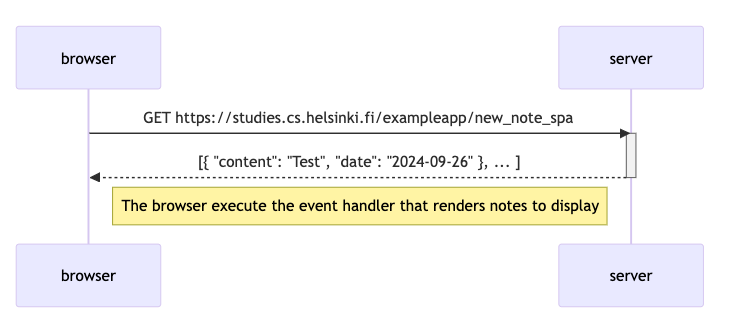 browser
server
GET https://studies.cs.helsinki.fi/exampleapp/new_note_spa
[{ "content": "Test", "date": "2024-09-26" }, ... ]
The browser execute the event handler that renders notes to display
browser
server